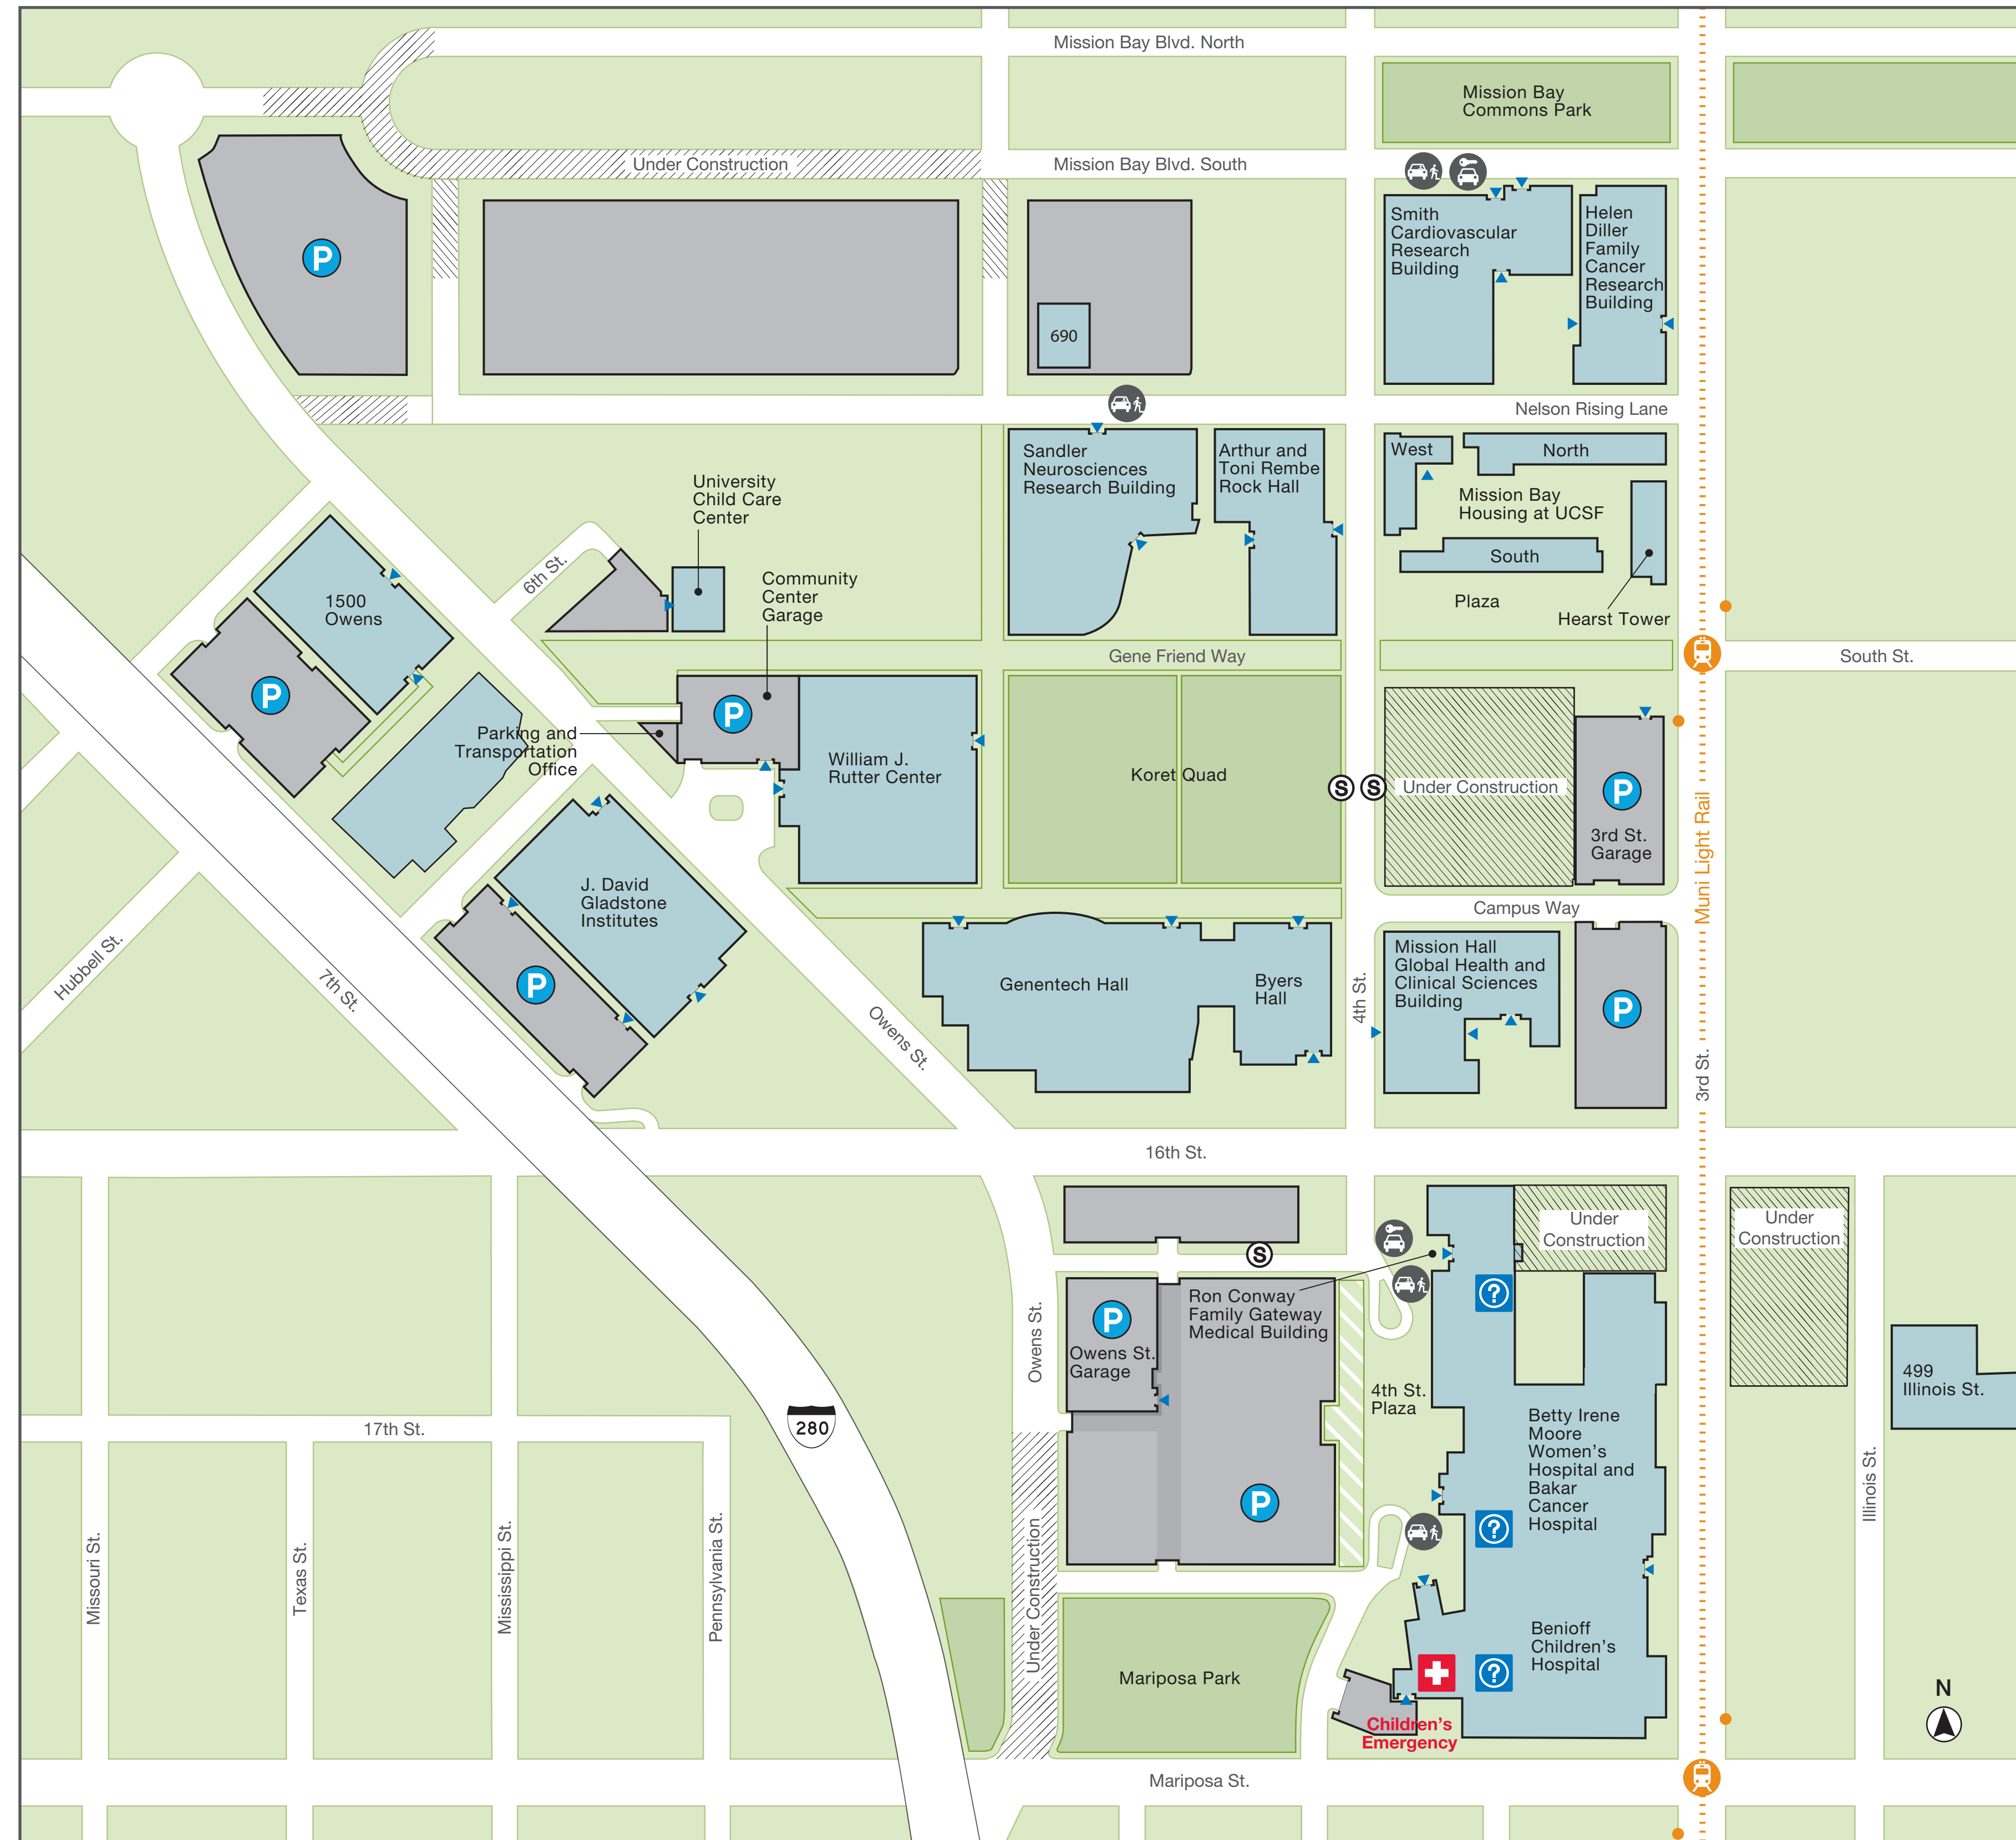 Mission Bay Blvd. North
Mission Bay
Commons Park
Under Construction
Mission Bay Blvd. South
P
Smith
Cardiovascular
Research
Building
Helen
Diller
Family
Cancer
Research
Building
690
Nelson Rising Lane
Sandler
Neurosciences
Research Building
Arthur and
Toni Rembe
Rock Hall
West
North
Mission Bay
Housing at UCSF
South
Plaza
Hearst Tower
University
Child Care
Center
6th St.
Community
Center
Garage
1500
Owens
P
Gene Friend Way
South St.
P
Parking and
Transportation
Office
William J.
Rutter Center
Koret Quad
S
S
Under Construction
P
3rd St.
Garage
Muni Light Rail
J. David
Gladstone
Institutes
P
Campus Way
Hubbell St.
7th St.
Owens St.
Genentech Hall
Byers
Hall
4th St.
Mission Hall
Global Health and
Clinical Sciences
Building
P
3rd St.
16th St.
Under
Construction
Under
Construction
S
?
Ron Conway
Family Gateway
Medical Building
P
Owens St.
Garage
Owens St.
4th St.
Plaza
499
Illinois St.
280
17th St.
Betty Irene
Moore
Women's
Hospital and
Bakar
Cancer
Hospital
P
?
Illinois St.
Missouri St.
Texas St.
Mississippi St.
Pennsylvania St.
Under Construction
Benioff
Children's
Hospital
?
Mariposa Park
Children's
Emergency
N
Mariposa St.